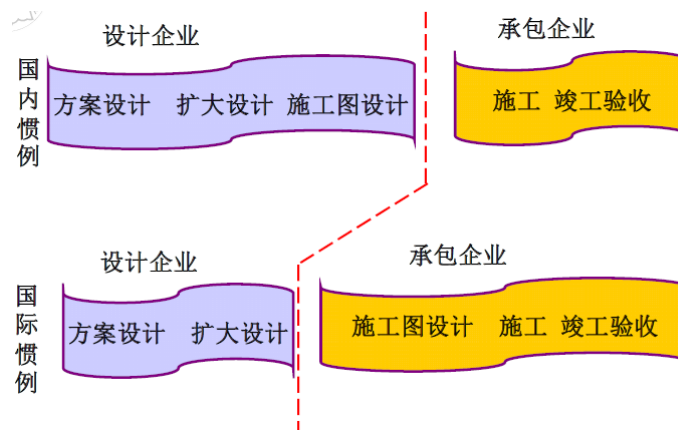 设计企业
承包企业
国内惯例
方案设计 扩大设计 施工图设计
施工 竣工验收
设计企业
承包企业
国际惯例
方案设计 扩大设计
施工图设计 施工 竣工验收